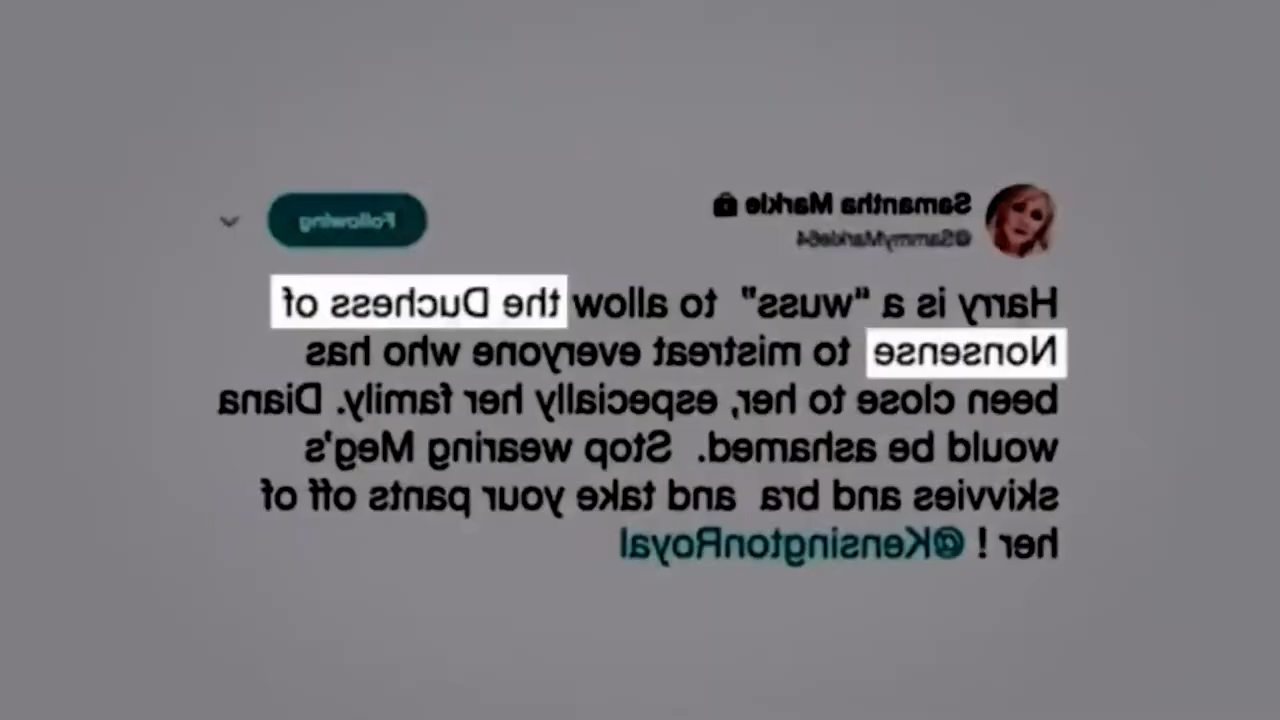 Samantha Markle
@SammyMarkle64
Following
Harry is a “wuss" to allow the Duchess of
Nonsense to mistreat everyone who has
been close to her, especially her family. Diana
would be ashamed. Stop wearing Meg's
skivvies and bra and take your pants off of
her ! @KensingtonRoyal